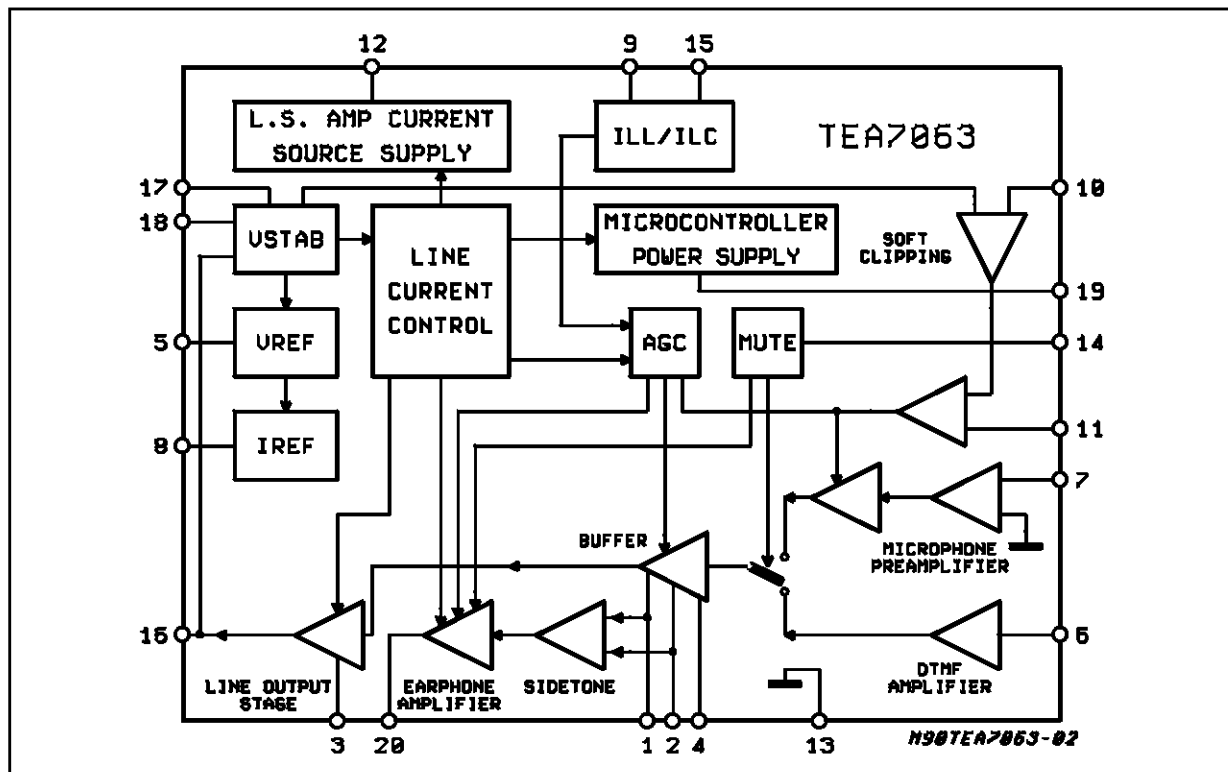 12
9
15
L.S. AMP CURRENT
SOURCE SUPPLY
ILL/ILC
TEA7063
17
10
18
VSTAB
LINE
CURRENT
CONTROL
MICROCONTROLLER
POWER SUPPLY
SOFT
CLIPPING
19
5
VREF
AGC
MUTE
14
8
IREF
11
7
BUFFER
MICROPHONE
PREAMPLIFIER
16
6
LINE OUTPUT
STAGE
EARPHONE
AMPLIFIER
SIDETONE
DTMF
AMPLIFIER
3
20
1
2
4
13
M90TEA7063-02